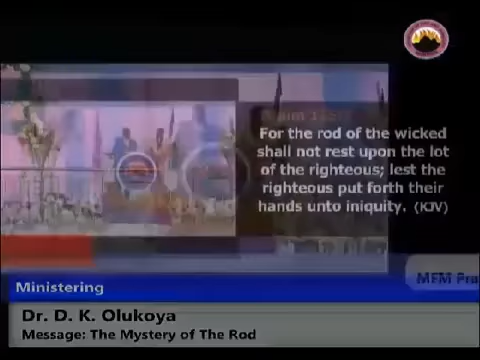 For the rod of the wicked
shall not rest upon the lot
of the righteous; lest the
righteous put forth their
hands unto iniquity. (KJV)
MFM Pra
Ministering
Dr. D. K. Olukoya
Message: The Mystery of The Rod